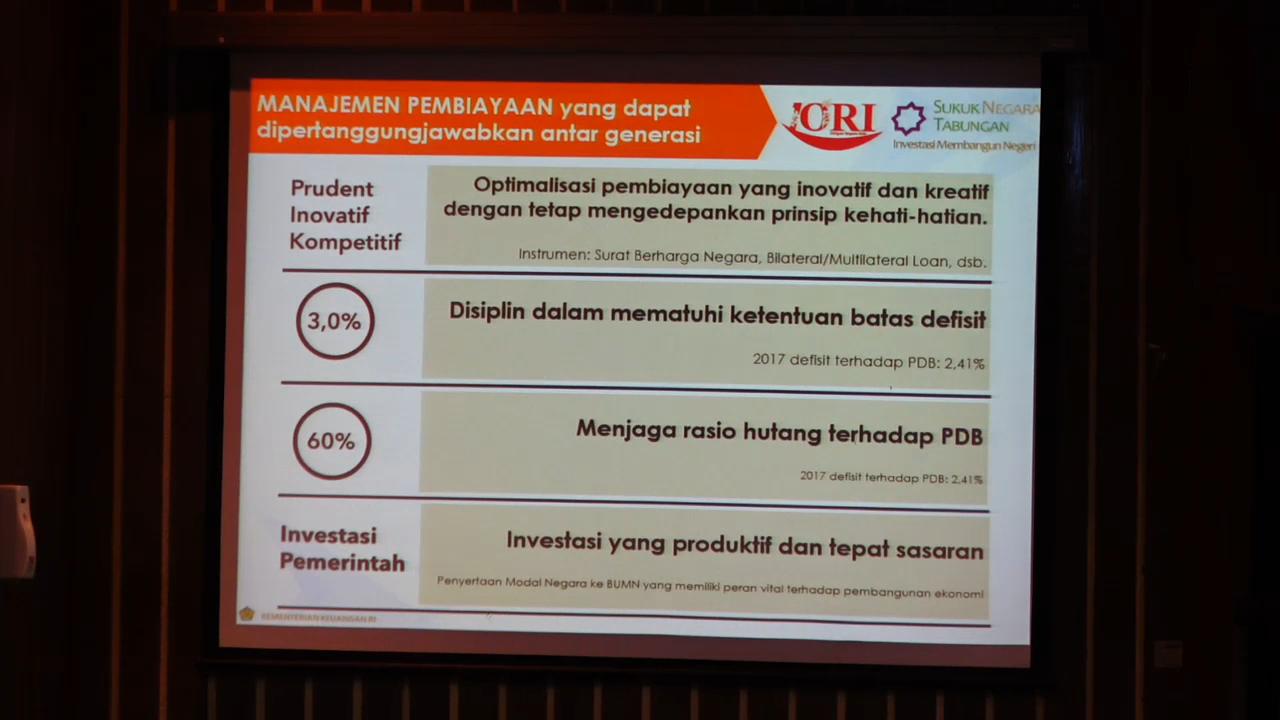 MANAJEMEN PEMBIAYAAN yang dapat
dipertanggungjawabkan antar generasi
ORI
SUKUK NEGARA
TABUNGAN
Investasi Membangun Negeri
Prudent
Inovatif
Kompetitif
Optimalisasi pembiayaan yang inovatif dan kreatif
dengan tetap mengedepankan prinsip kehati-hatian.
Instrumen: Surat Berharga Negara, Bilateral/Multilateral Loan, dsb.
3,0%
Disiplin dalam mematuhi ketentuan batas defisit
2017 defisit terhadap PDB: 2,41%
60%
Menjaga rasio hutang terhadap PDB
2017 defisit terhadap PDB: 2,41%
Investasi
Pemerintah
Investasi yang produktif dan tepat sasaran
Penyertaan Modal Negara ke BUMN yang memiliki peran vital terhadap pembangunan ekonomi
KEMENTERIAN KEUANGAN RI